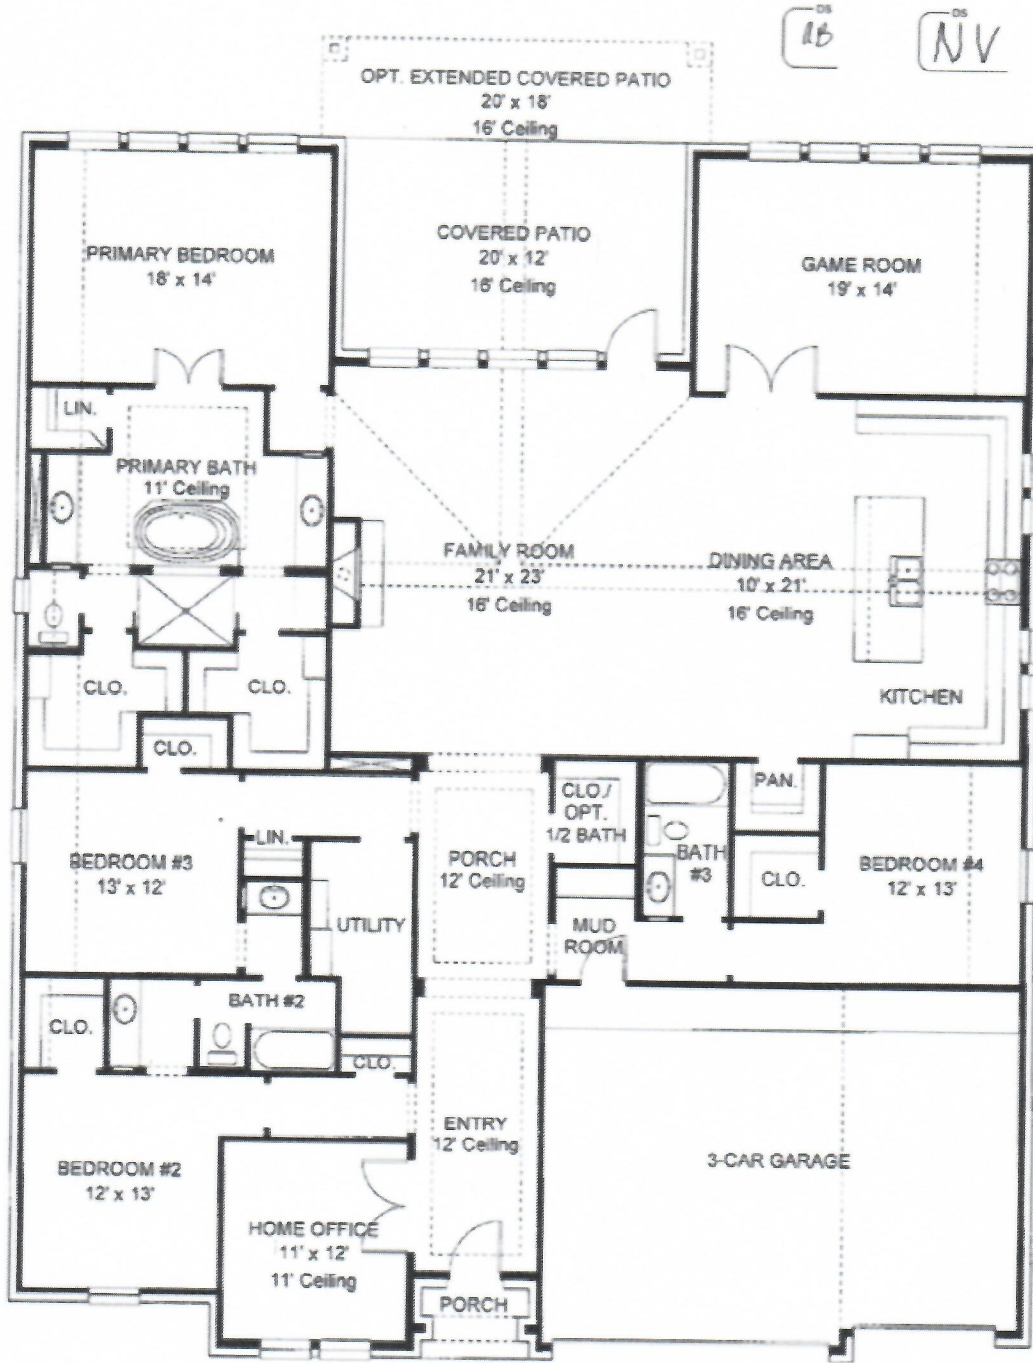 DS
DS
NV
OPT. EXTENDED COVERED PATIO
20' x 18'
16' Ceiling
COVERED PATIO
20' x 12'
16' Ceiling
PRIMARY BEDROOM
18' x 14'
GAME ROOM
19' x 14'
LIN.
PRIMARY BATH
11' Ceiling
FAMILY ROOM
21' x 23'
16' Ceiling
DINING AREA
10' x 21'
16' Ceiling
KITCHEN
CLO.
CLO.
CLO.
PAN.
CLO./
OPT.
1/2 BATH
BATH
#3
CLO.
BEDROOM #4
12' x 13'
PORCH
12' Ceiling
LIN.
BEDROOM #3
13' x 12'
UTILITY
MUD
ROOM
BATH #2
CLO.
CLO.
ENTRY
12' Ceiling
3-CAR GARAGE
BEDROOM #2
12' x 13'
HOME OFFICE
11' x 12'
11' Ceiling
PORCH